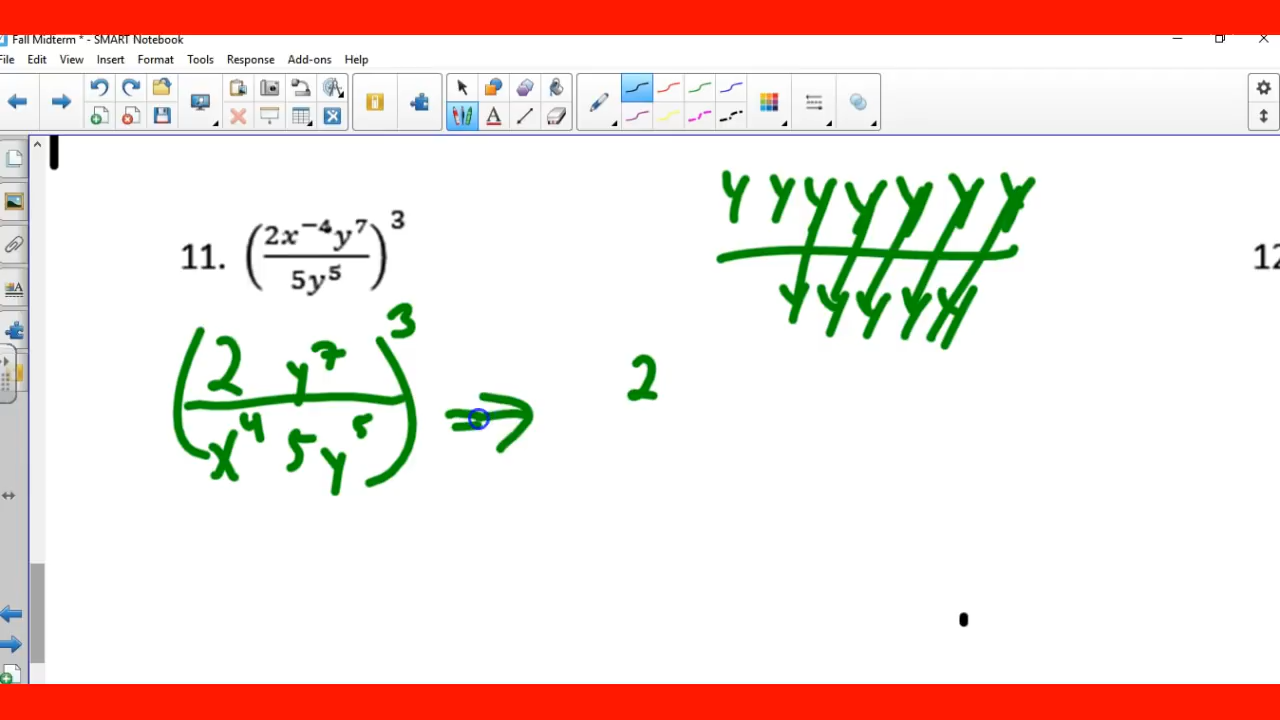 Fall Midterm * - SMART Notebook
File Edit View Insert Format Tools Response Add-ons Help
11. (2x⁻⁴y⁷ / 5y⁵)³
12
y y y y y y y
y y y y y
(2 y⁷ / x⁴ 5y⁵)³ ⇒ 2